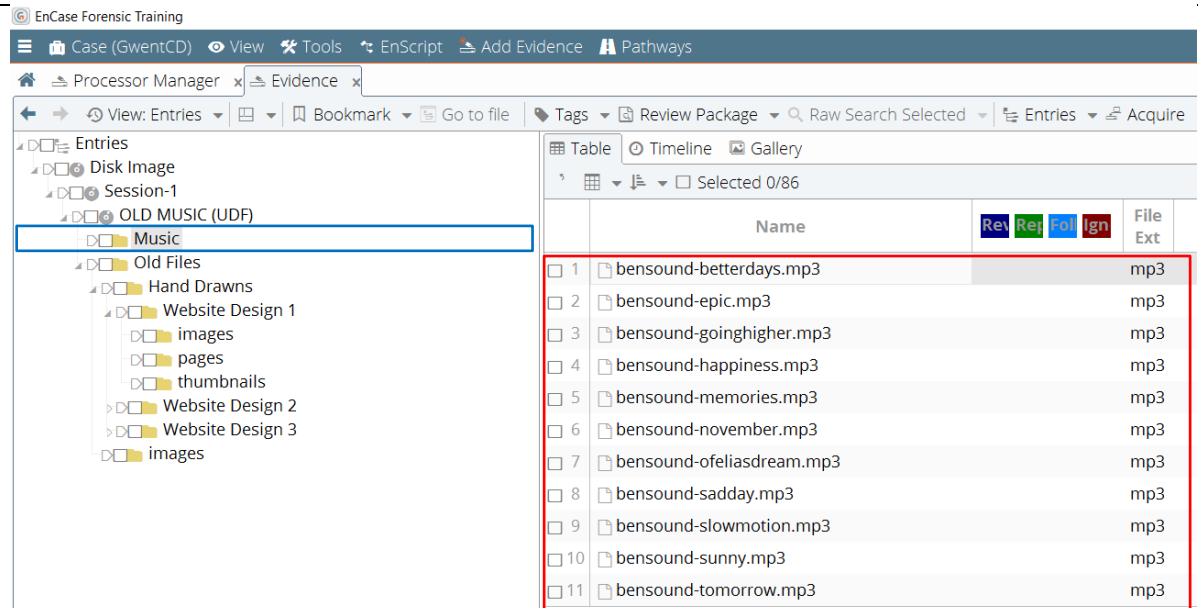 EnCase Forensic Training
Case (GwentCD) View Tools EnScript Add Evidence Pathways
Processor Manager x Evidence x
View: Entries Bookmark Go to file Tags Review Package Raw Search Selected Entries Acquire
Entries
Disk Image
Session-1
OLD MUSIC (UDF)
Music
Old Files
Hand Drawns
Website Design 1
images
pages
thumbnails
Website Design 2
Website Design 3
images
Table Timeline Gallery
Selected 0/86
Name Rev Rep Foll Ign File Ext
1 bensound-betterdays.mp3 mp3
2 bensound-epic.mp3 mp3
3 bensound-goinghigher.mp3 mp3
4 bensound-happiness.mp3 mp3
5 bensound-memories.mp3 mp3
6 bensound-november.mp3 mp3
7 bensound-ofeliasdream.mp3 mp3
8 bensound-sadday.mp3 mp3
9 bensound-slowmotion.mp3 mp3
10 bensound-sunny.mp3 mp3
11 bensound-tomorrow.mp3 mp3